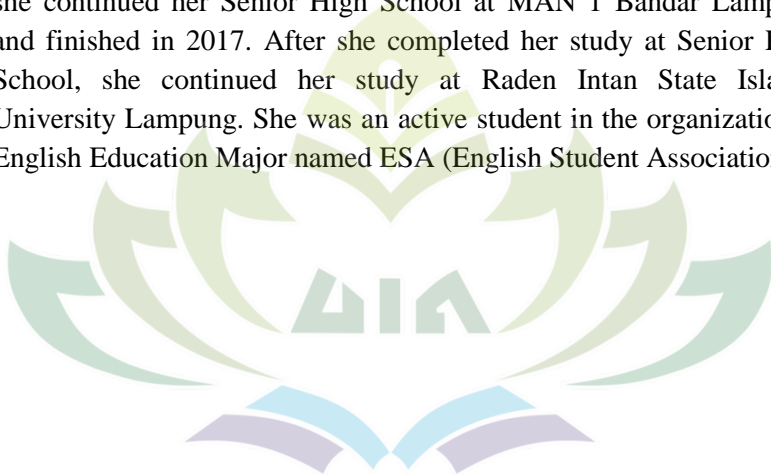 she continued her Senior High School at MAN 1 Bandar Lamp
and finished in 2017. After she completed her study at Senior
School, she continued her study at Raden Intan State Isla
University Lampung. She was an active student in the organizatio
English Education Major named ESA (English Student Association
UIN